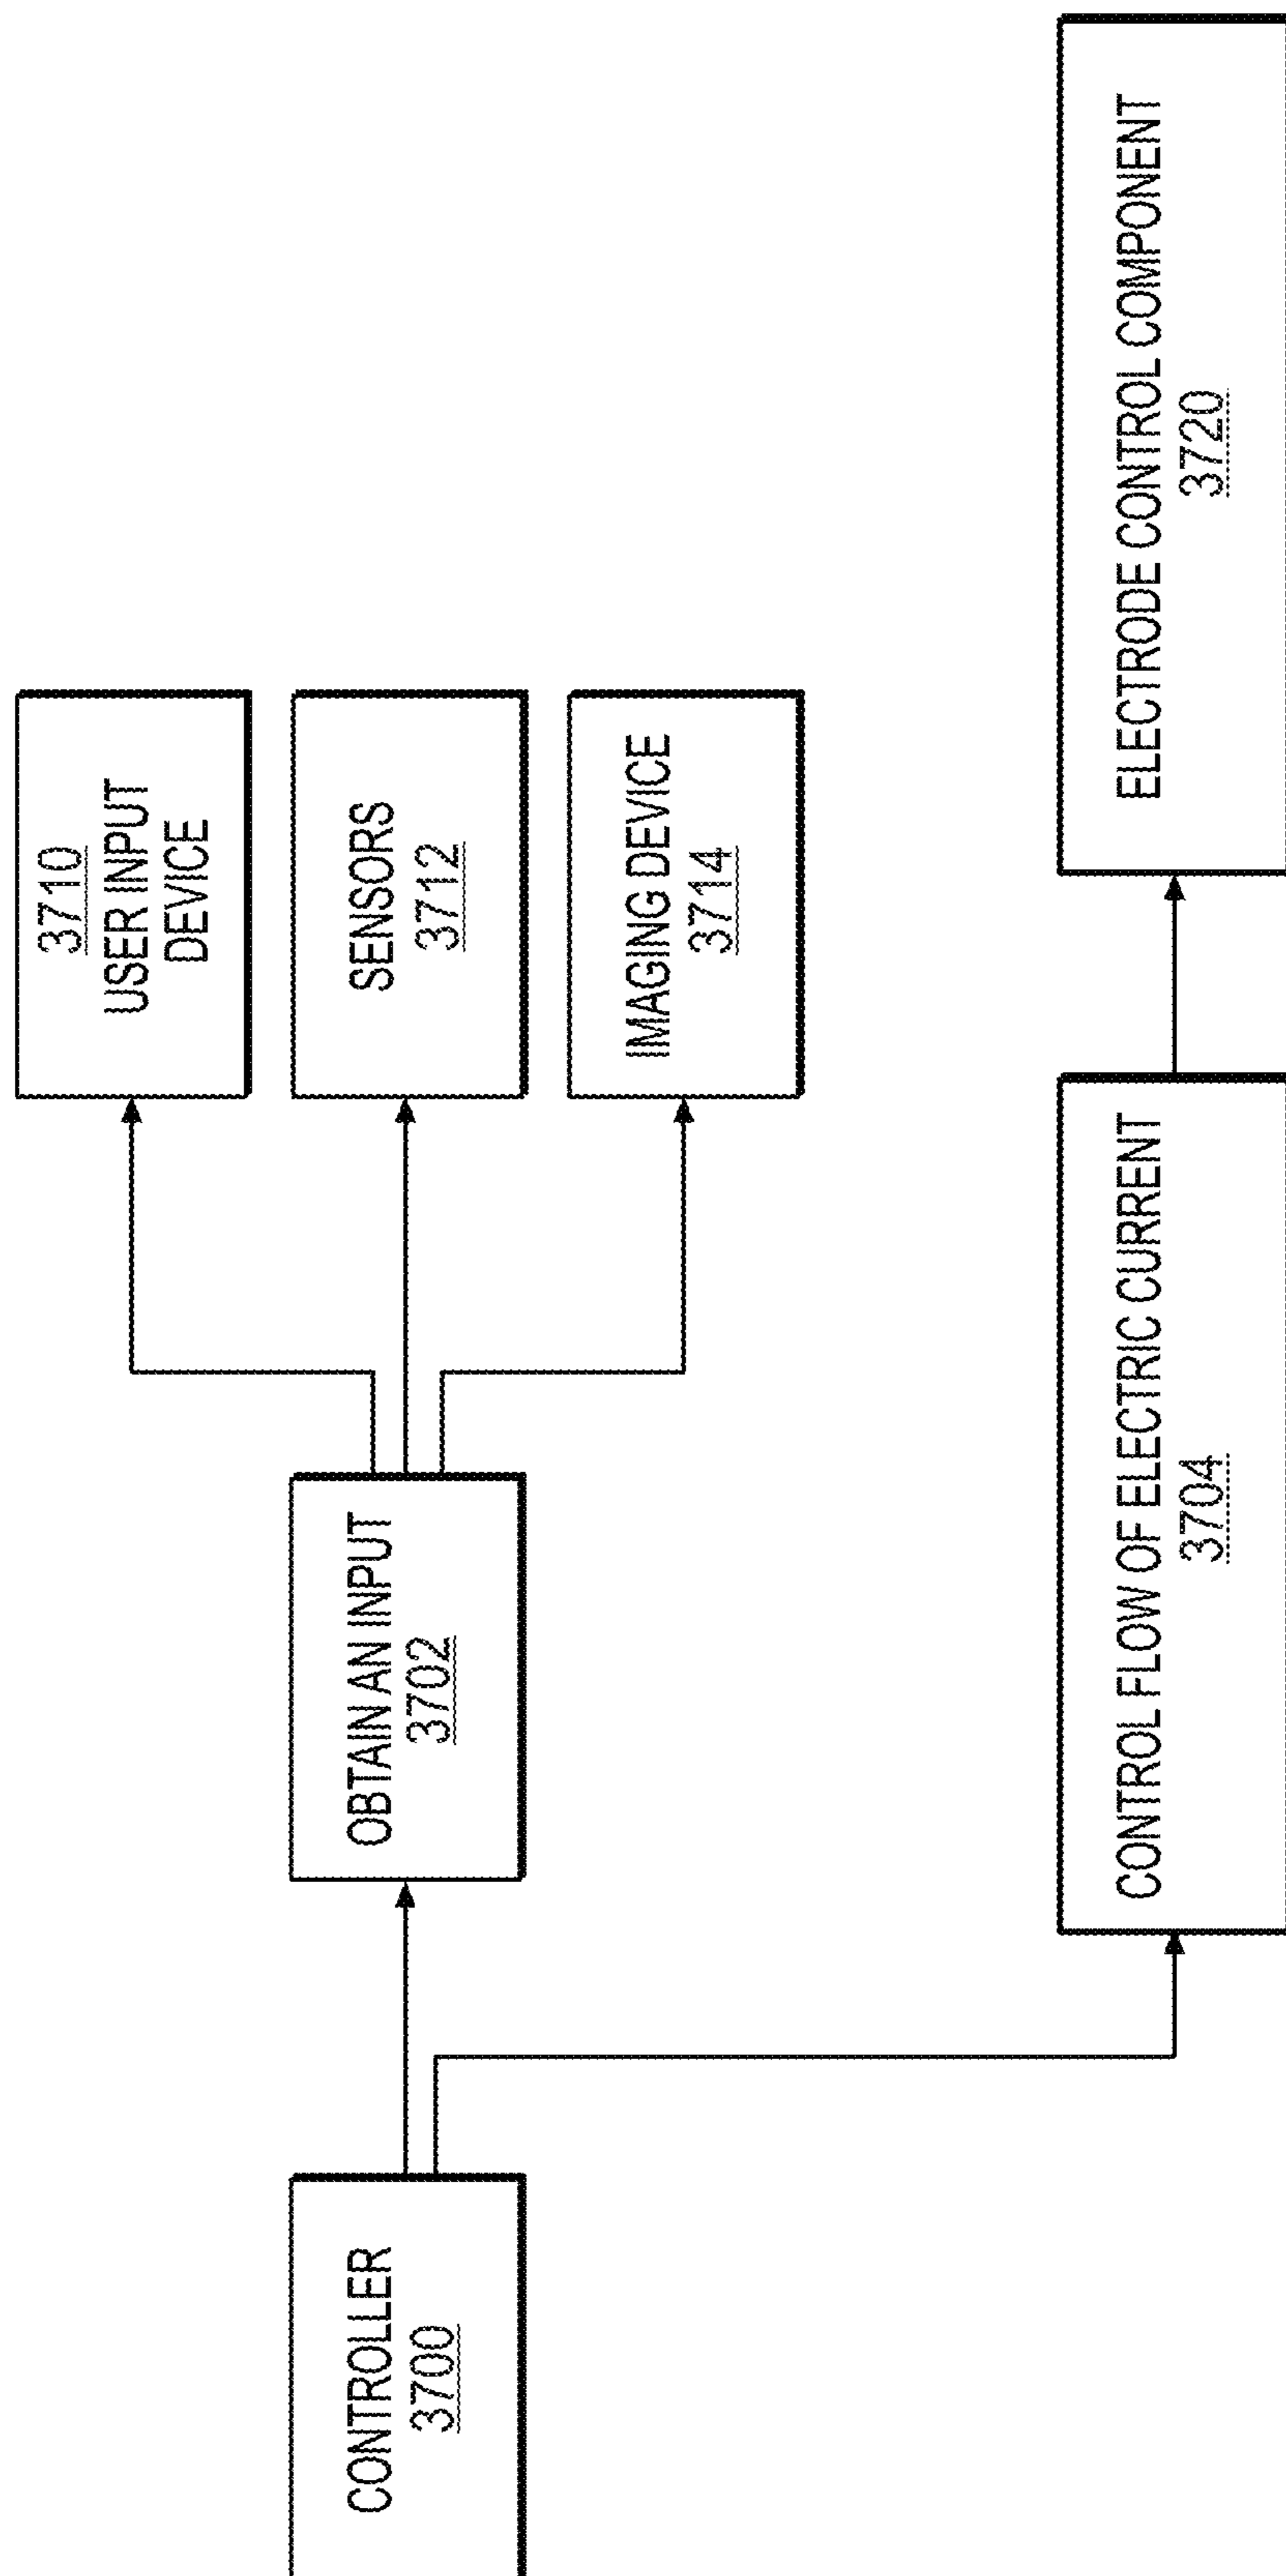 CONTROLLER
3700
OBTAIN AN INPUT
3702
3710
USER INPUT
DEVICE
SENSORS
3712
IMAGING DEVICE
3714
CONTROL FLOW OF ELECTRIC CURRENT
3704
ELECTRODE CONTROL COMPONENT
3720